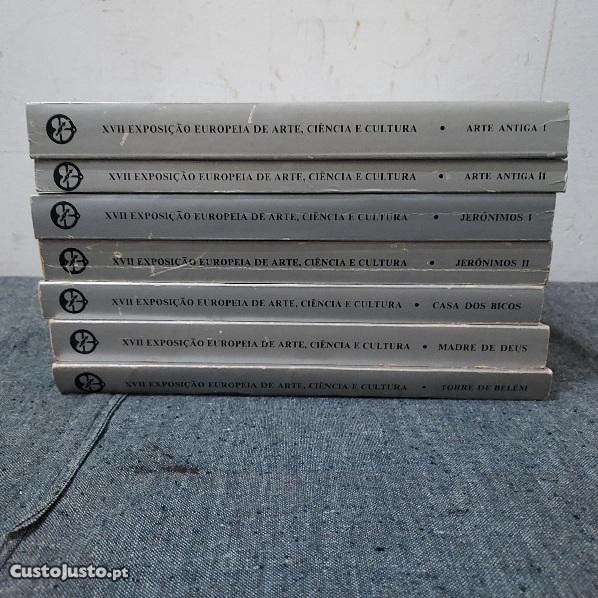 XVII EXPOSIÇÃO EUROPEIA DE ARTE, CIÊNCIA E CULTURA • ARTE ANTIGA I
XVII EXPOSIÇÃO EUROPEIA DE ARTE, CIÊNCIA E CULTURA • ARTE ANTIGA II
XVII EXPOSIÇÃO EUROPEIA DE ARTE, CIÊNCIA E CULTURA • JERÓNIMOS I
XVII EXPOSIÇÃO EUROPEIA DE ARTE, CIÊNCIA E CULTURA • JERÓNIMOS II
XVII EXPOSIÇÃO EUROPEIA DE ARTE, CIÊNCIA E CULTURA • CASA DOS BICOS
XVII EXPOSIÇÃO EUROPEIA DE ARTE, CIÊNCIA E CULTURA • MADRE DE DEUS
XVII EXPOSIÇÃO EUROPEIA DE ARTE, CIÊNCIA E CULTURA • TORRE DE BELÉM
CustoJusto.pt